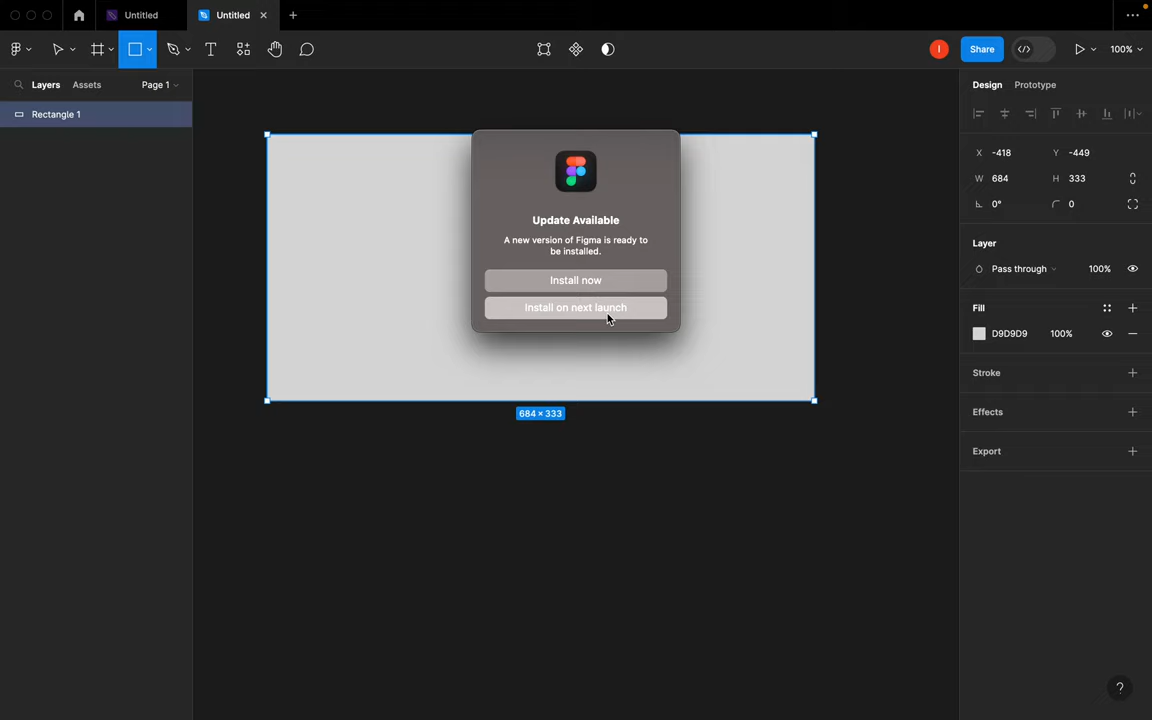 Untitled
Untitled
Share
100%
Layers
Assets
Page 1
Design
Prototype
Rectangle 1
X -418
Y -449
W 684
H 333
0°
0
Layer
Pass through
100%
Fill
D9D9D9
100%
Stroke
Effects
Export
Update Available
A new version of Figma is ready to
be installed.
Install now
Install on next launch
684 × 333
I
?